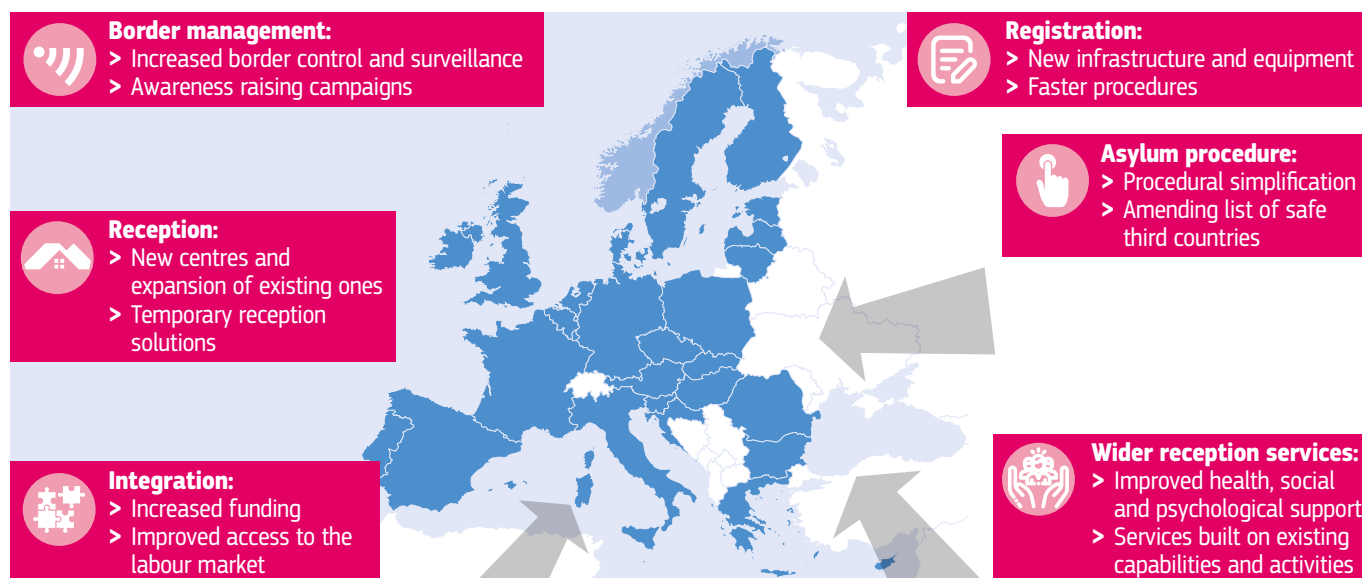 Border management:
> Increased border control and surveillance
> Awareness raising campaigns
Registration:
> New infrastructure and equipment
> Faster procedures
Asylum procedure:
> Procedural simplification
> Amending list of safe
third countries
Reception:
> New centres and
expansion of existing ones
> Temporary reception
solutions
Wider reception services:
> Improved health, social
and psychological support
> Services built on existing
capabilities and activities
Integration:
> Increased funding
> Improved access to the
labour market